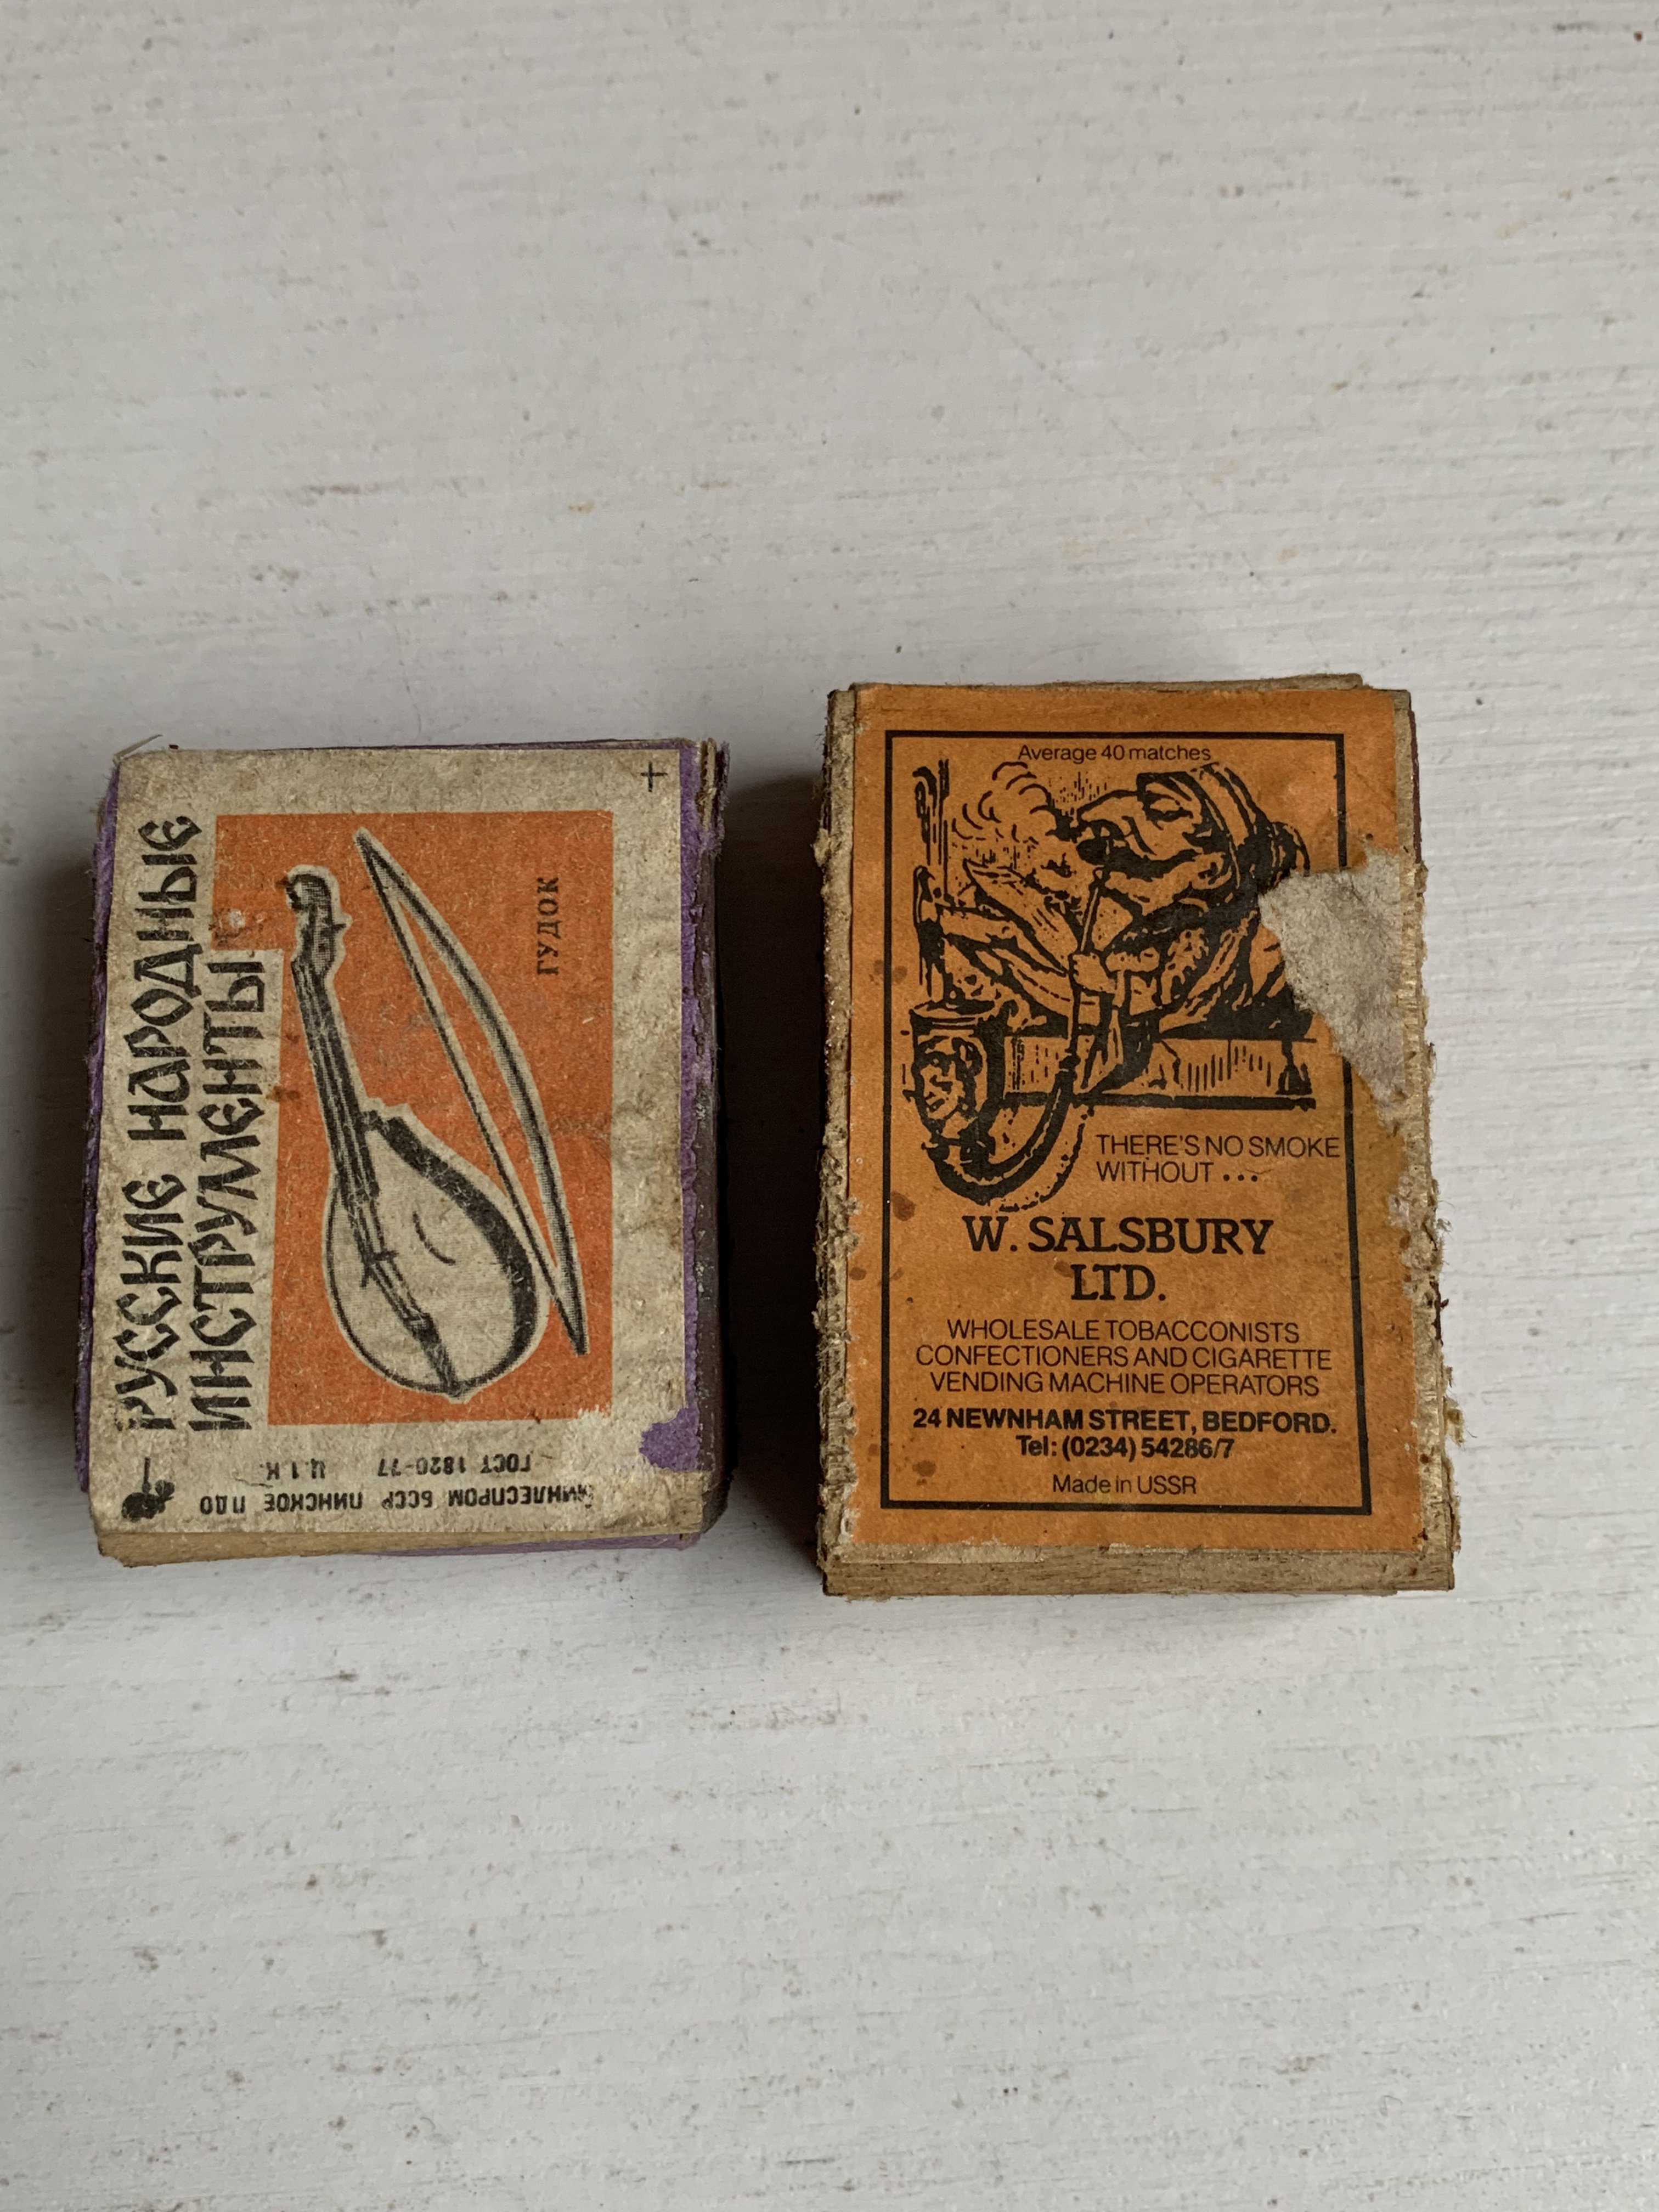 РУССКИЕ НАРОДНЫЕ
ИНСТРУМЕНТЫ
ГУДОК
МИНЛЕСПРОМ БССР ПИНСКОЕ ПДО
ГОСТ 1820-77 Ц. 1 К.
Average 40 matches
THERE'S NO SMOKE
WITHOUT ...
W. SALSBURY
LTD.
WHOLESALE TOBACCONISTS
CONFECTIONERS AND CIGARETTE
VENDING MACHINE OPERATORS
24 NEWNHAM STREET, BEDFORD.
Tel: (0234) 54286/7
Made in USSR